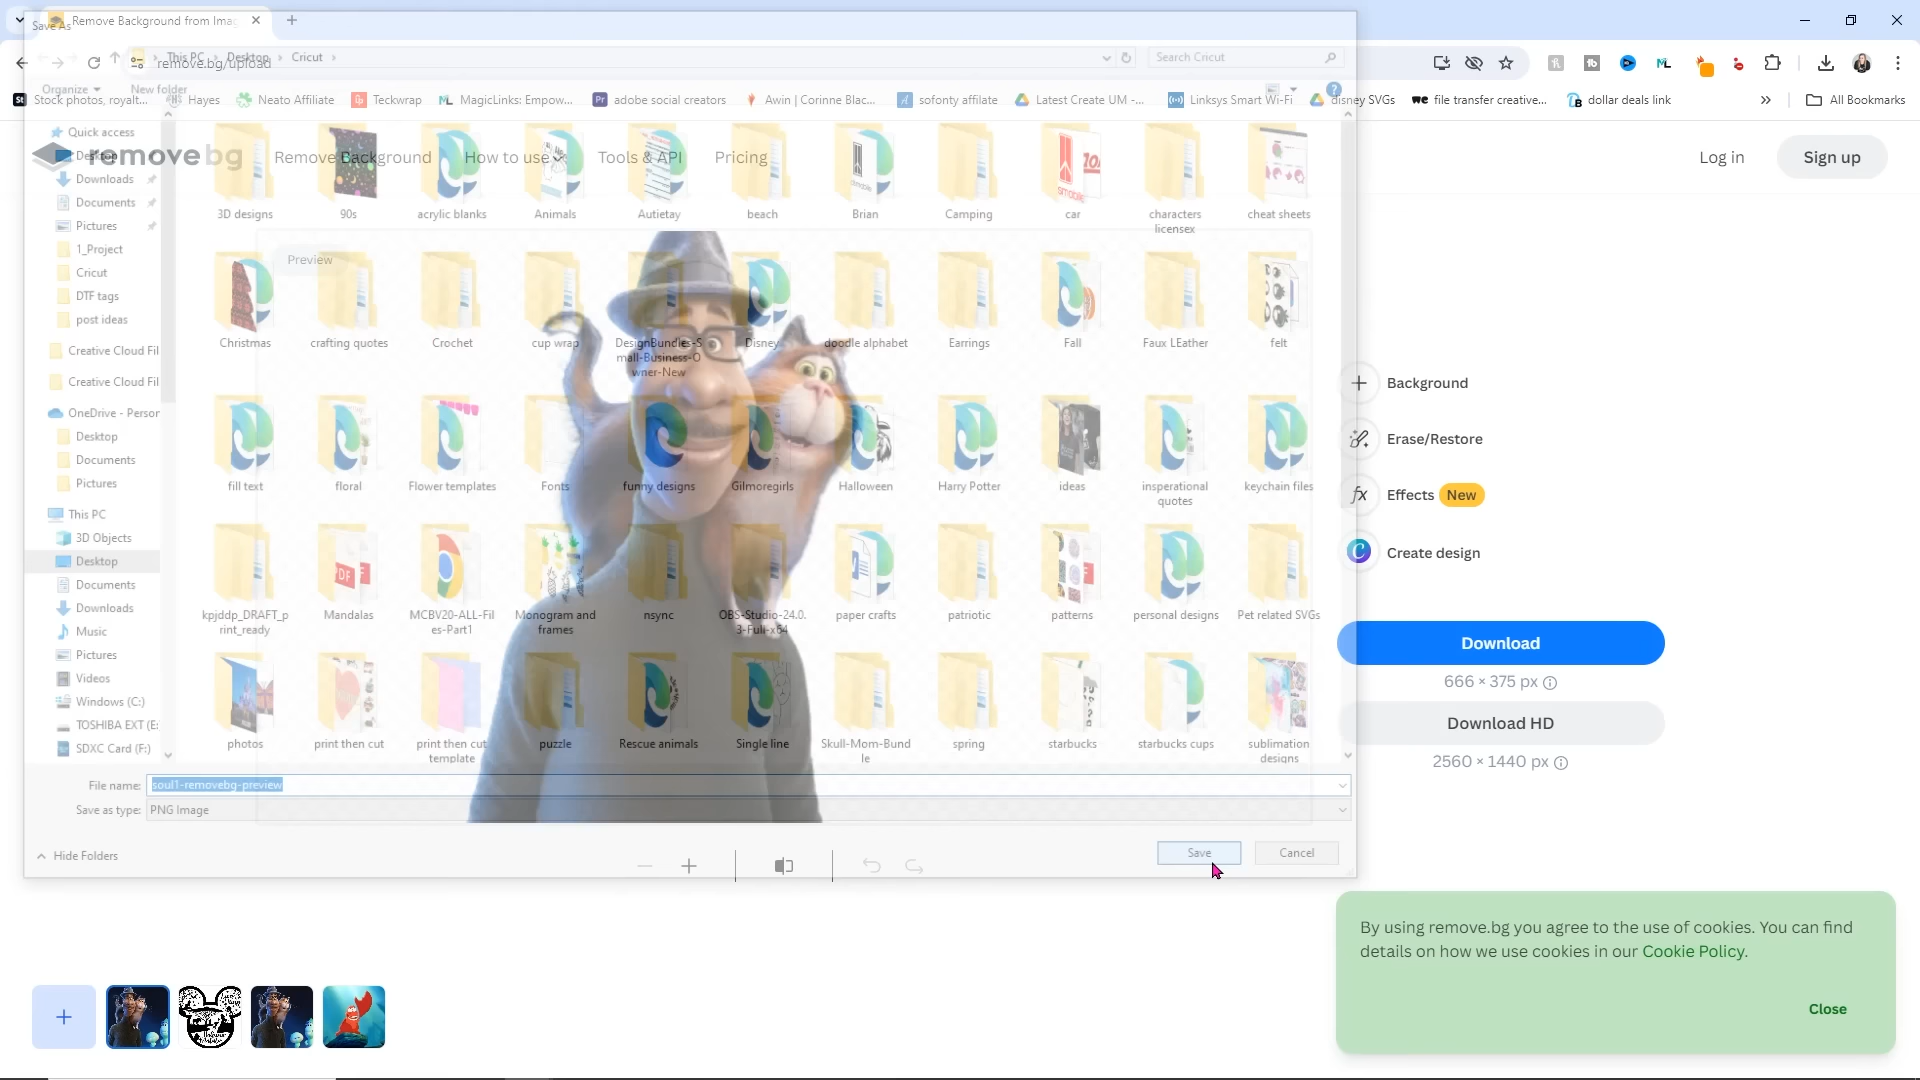 Save As
Remove Background from Imag
This PC
Desktop
Cricut
remove.bg/upload
Search Cricut
Organize
New folder
Stock photos, royalt...
Hayes
Neato Affiliate
Teckwrap
MagicLinks: Empow...
adobe social creators
Awin | Corinne Blac...
sofonty affilate
Latest Create UM -...
Linksys Smart Wi-Fi
disney SVGs
file transfer creative...
dollar deals link
All Bookmarks
removebg
Remove Background
How to use
Tools & API
Pricing
Log in
Sign up
Quick access
Desktop
Downloads
Documents
Pictures
1_Project
Cricut
DTF tags
post ideas
Creative Cloud Fil
Creative Cloud Fil
OneDrive - Person
Desktop
Documents
Pictures
This PC
3D Objects
Desktop
Documents
Downloads
Music
Pictures
Videos
Windows (C:)
TOSHIBA EXT (E:
SDXC Card (F:)
3D designs
90s
acrylic blanks
Animals
Autietay
beach
Brian
Camping
car
characters
licensex
cheat sheets
Preview
Christmas
crafting quotes
Crochet
cup wrap
DesignBundles-S
mall-Business-O
wner-New
Disney
doodle alphabet
Earrings
Fall
Faux LEather
felt
fill text
floral
Flower templates
Fonts
funny designs
Gilmoregirls
Halloween
Harry Potter
ideas
insperational
quotes
keychain files
kpjddp_DRAFT_p
rint_ready
Mandalas
MCBV20-ALL-Fil
es-Part1
Monogram and
frames
nsync
OBS-Studio-24.0.
3-Full-x64
paper crafts
patriotic
patterns
personal designs
Pet related SVGs
photos
print then cut
print then cut
template
puzzle
Rescue animals
Single line
Skull-Mom-Bund
le
spring
starbucks
starbucks cups
sublimation
designs
File name: soul1-removebg-preview
Save as type: PNG Image
Hide Folders
Save
Cancel
Background
Erase/Restore
Effects New
Create design
Download
666 × 375 px
Download HD
2560 × 1440 px
By using remove.bg you agree to the use of cookies. You can find
details on how we use cookies in our Cookie Policy.
Close